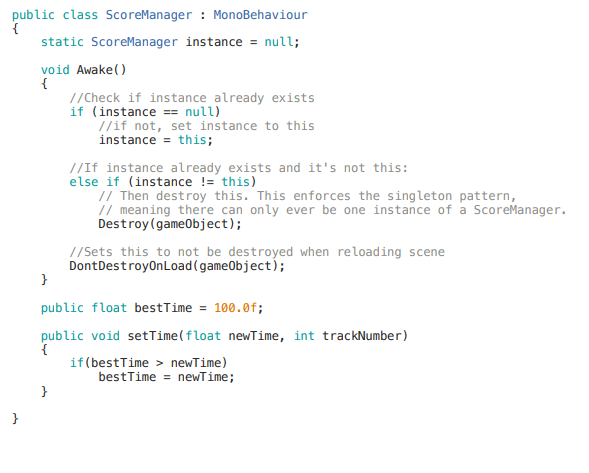 public class ScoreManager : MonoBehaviour
{
    static ScoreManager instance = null;

    void Awake()
    {
        //Check if instance already exists
        if (instance == null)
            //if not, set instance to this
            instance = this;

        //If instance already exists and it's not this:
        else if (instance != this)
            // Then destroy this. This enforces the singleton pattern,
            // meaning there can only ever be one instance of a ScoreManager.
            Destroy(gameObject);

        //Sets this to not be destroyed when reloading scene
        DontDestroyOnLoad(gameObject);
    }

    public float bestTime = 100.0f;

    public void setTime(float newTime, int trackNumber)
    {
        if(bestTime > newTime)
            bestTime = newTime;
    }

}